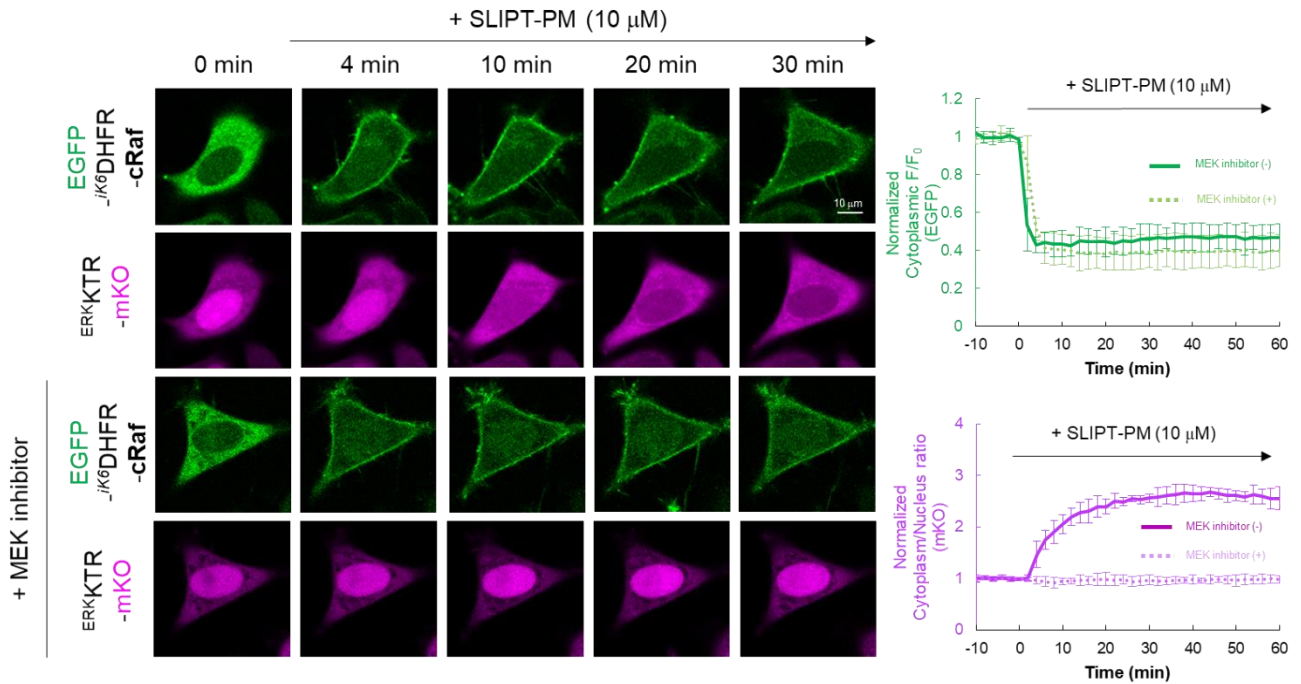 + SLIPT-PM (10 μM)
0 min 4 min 10 min 20 min 30 min
EGFP
_iK6DHFR
-cRaf
10 μm
ERKKTR
-mKO
+ MEK inhibitor
EGFP
_iK6DHFR
-cRaf
ERKKTR
-mKO
+ SLIPT-PM (10 μM)
Normalized
Cytoplasmic F/F0
(EGFP)
1.2
1
0.8
0.6
0.4
0.2
0
MEK inhibitor (-)
MEK inhibitor (+)
-10 0 10 20 30 40 50 60
Time (min)
+ SLIPT-PM (10 μM)
Normalized
Cytoplasm/Nucleus ratio
(mKO)
4
3
2
1
0
MEK inhibitor (-)
MEK inhibitor (+)
-10 0 10 20 30 40 50 60
Time (min)